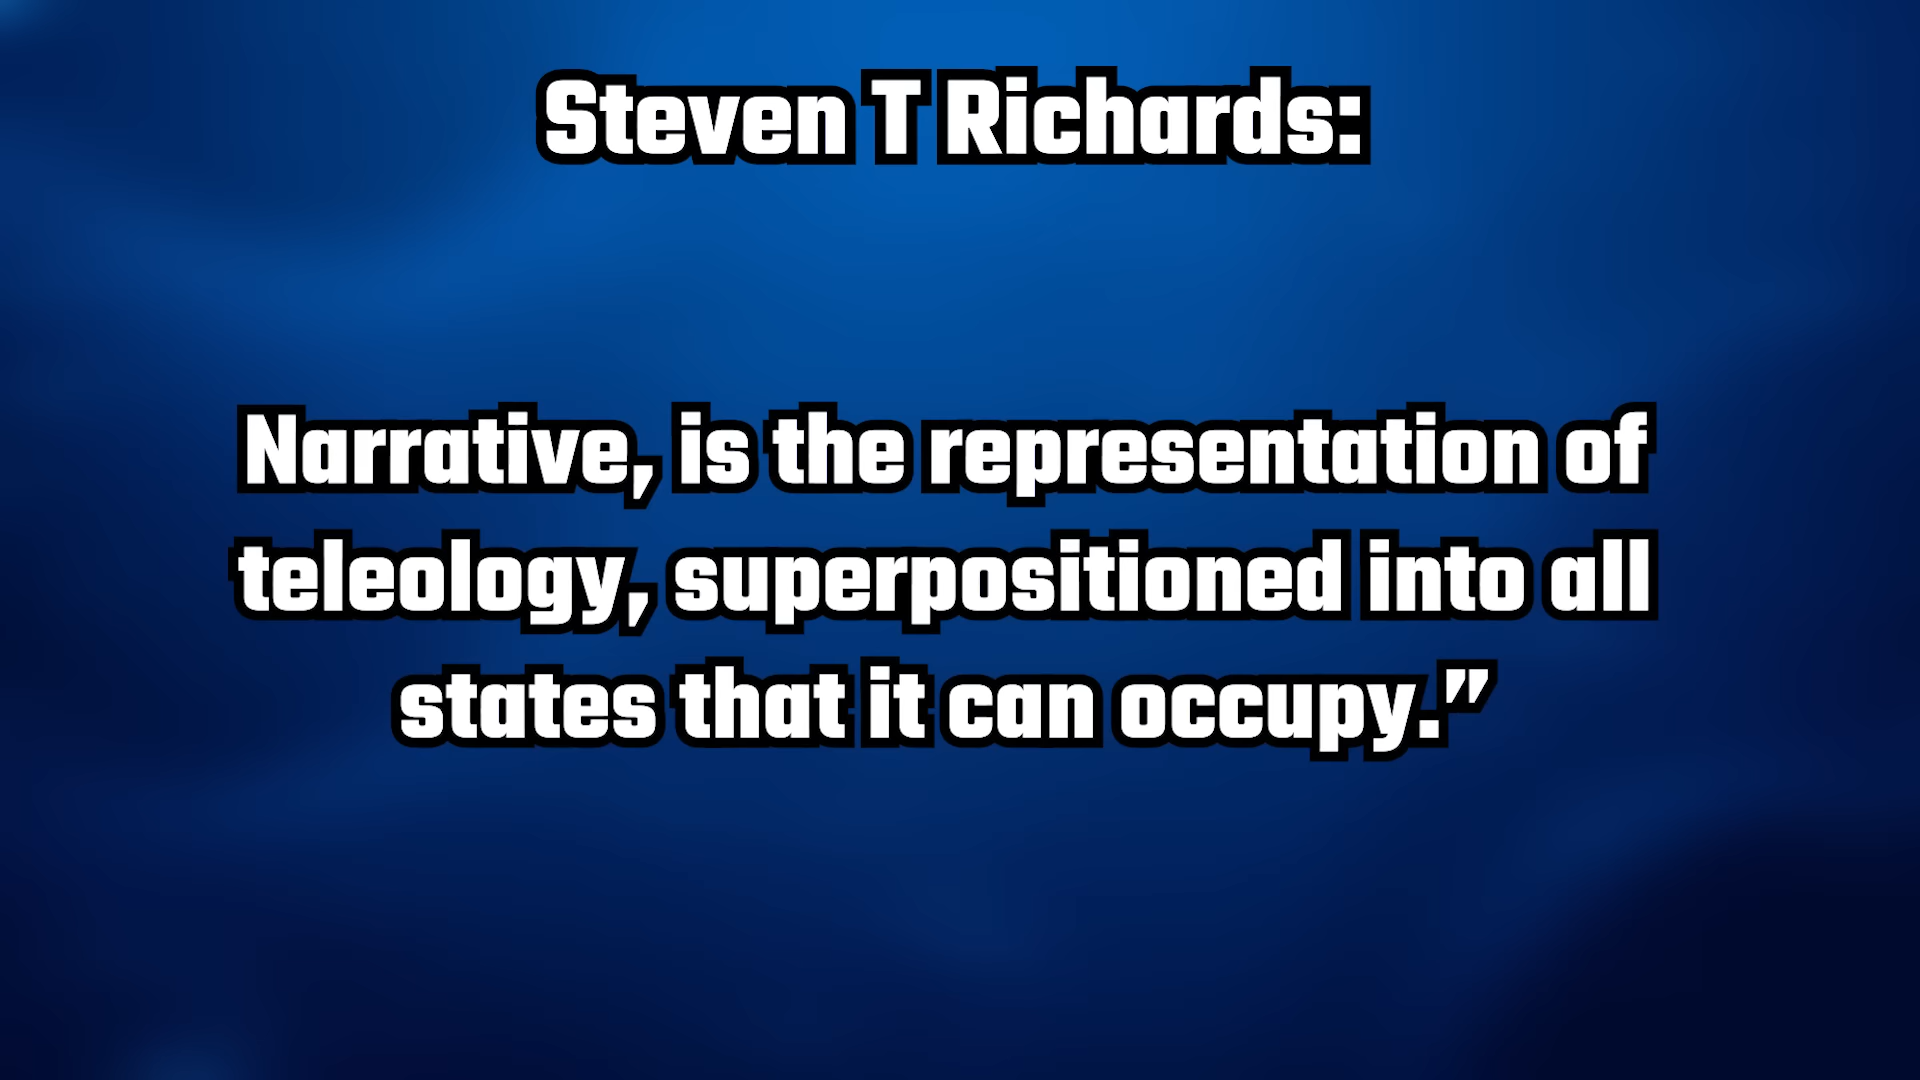 Steven T Richards:
Narrative, is the representation of
teleology, superpositioned into all
states that it can occupy.”